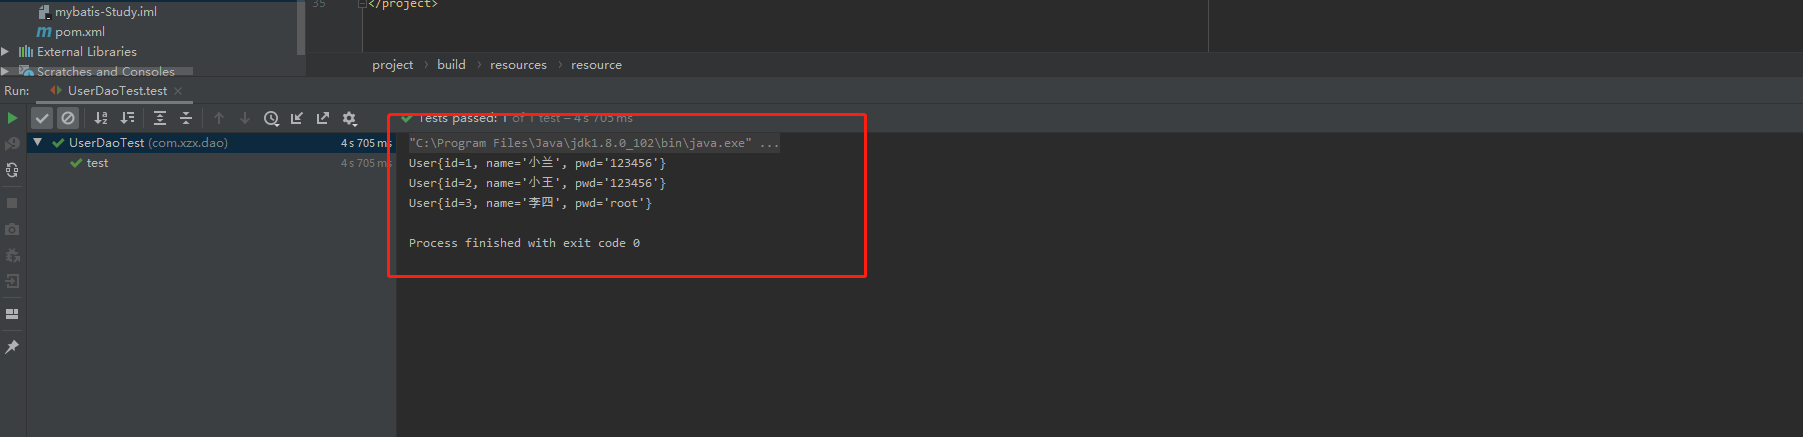 mybatis-Study.iml
pom.xml
External Libraries
Scratches and Consoles
35
</project>
project › build › resources › resource
Run: UserDaoTest.test ×
Tests passed: 1 of 1 test – 4 s 705 ms
UserDaoTest (com.xzx.dao) 4 s 705 ms
test 4 s 705 ms
"C:\Program Files\Java\jdk1.8.0_102\bin\java.exe" ...
User{id=1, name='小兰', pwd='123456'}
User{id=2, name='小王', pwd='123456'}
User{id=3, name='李四', pwd='root'}
Process finished with exit code 0